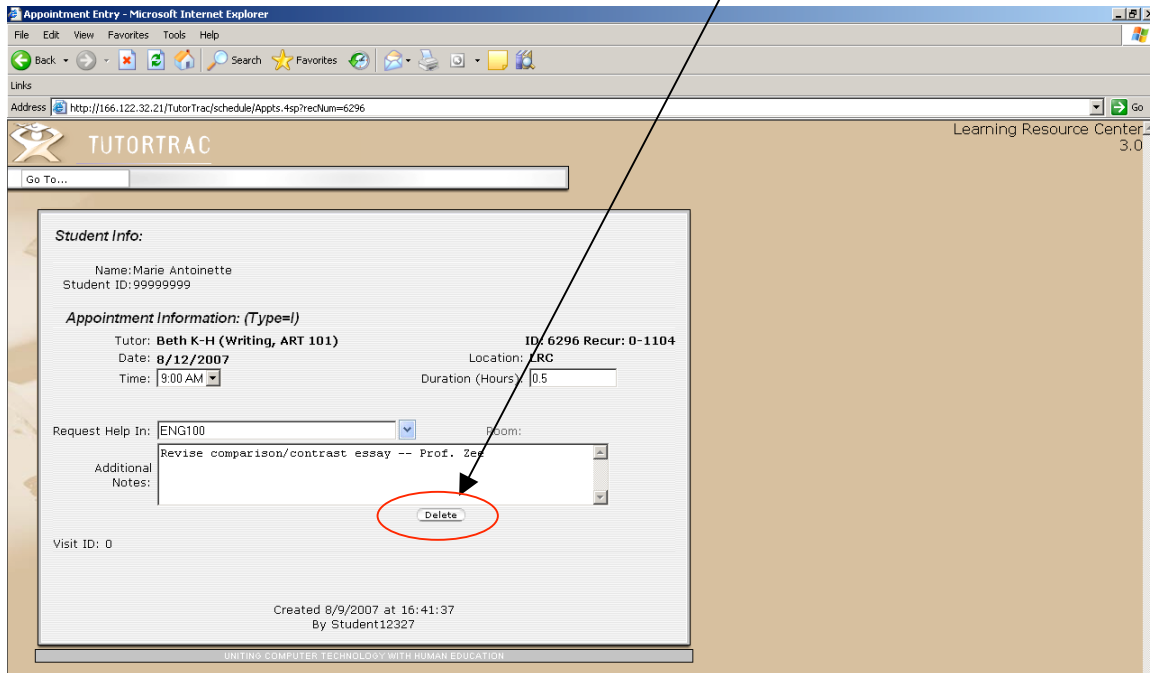 Appointment Entry - Microsoft Internet Explorer
File Edit View Favorites Tools Help
Back Search Favorites
Links
Address http://166.122.32.21/TutorTrac/schedule/Appts.4sp?recNum=6296 Go
TUTORTRAC
Learning Resource Center
3.0
Go To...
Student Info:
Name: Marie Antoinette
Student ID: 99999999
Appointment Information: (Type=I)
Tutor: Beth K-H (Writing, ART 101) ID: 6296 Recur: 0-1104
Date: 8/12/2007 Location: LRC
Time: 9:00 AM Duration (Hours): 0.5
Request Help In: ENG100 Room:
Additional Notes: Revise comparison/contrast essay -- Prof. Zee
Delete
Visit ID: 0
Created 8/9/2007 at 16:41:37
By Student12327
UNITING COMPUTER TECHNOLOGY WITH HUMAN EDUCATION